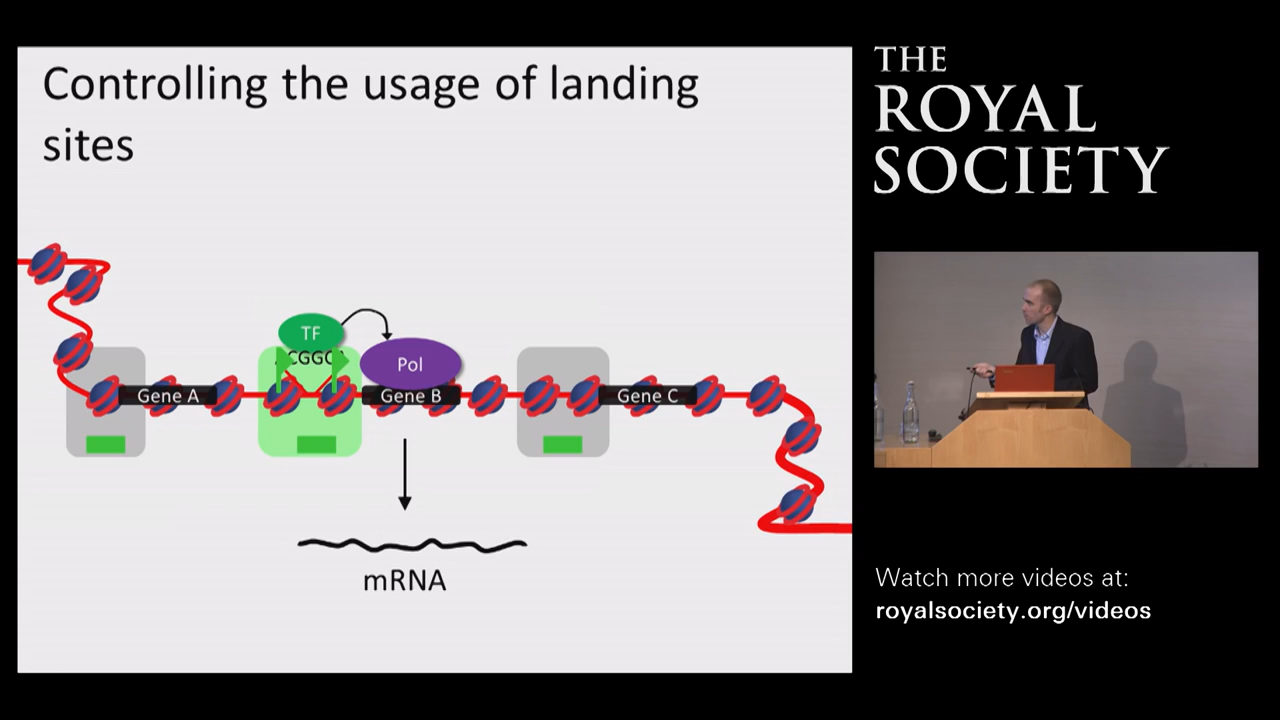 Controlling the usage of landing
sites
TF
Pol
Gene A
Gene B
Gene C
mRNA
THE
ROYAL
SOCIETY
Watch more videos at:
royalsociety.org/videos